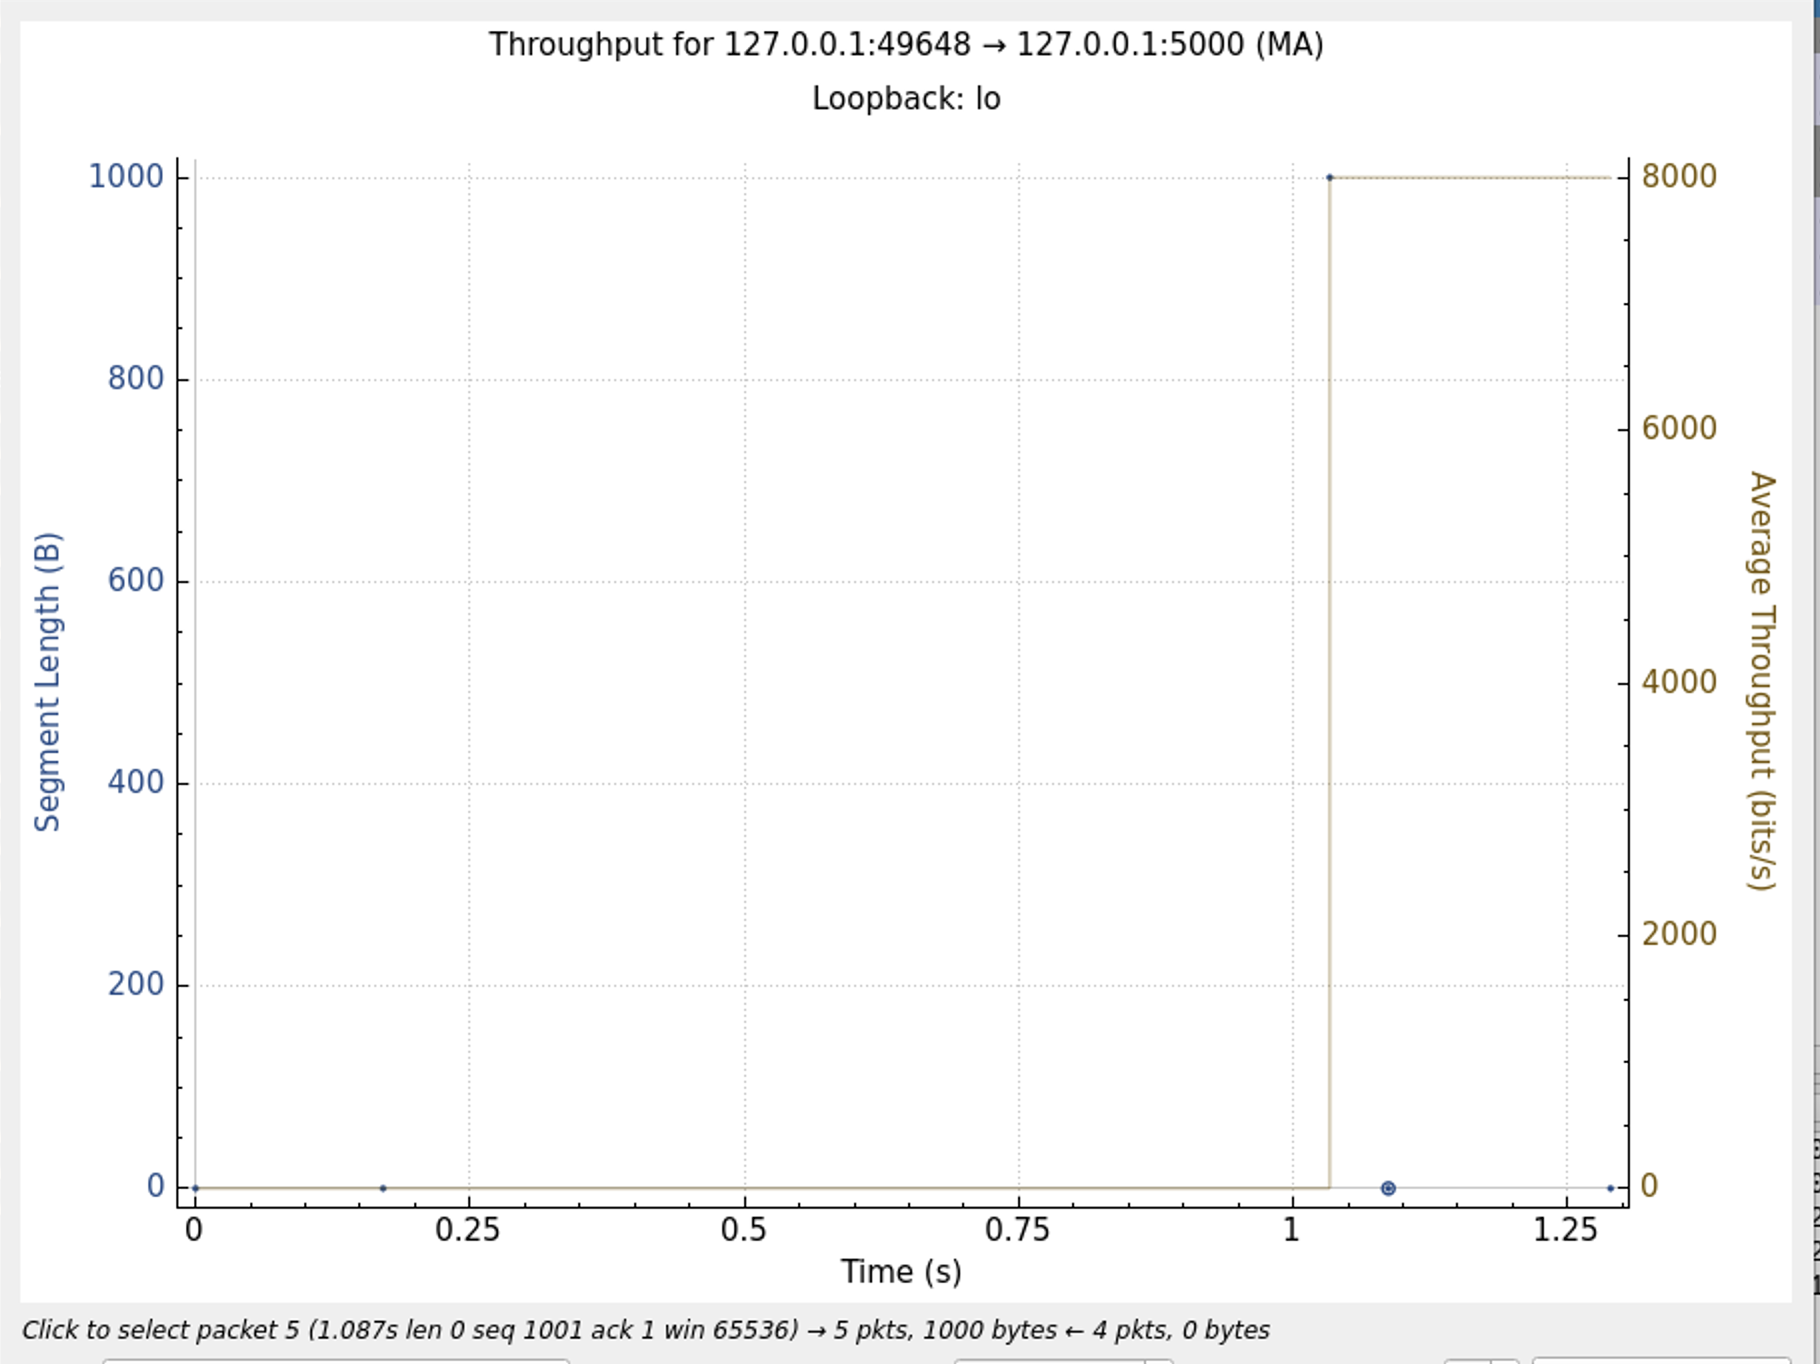 Throughput for 127.0.0.1:49648 → 127.0.0.1:5000 (MA)
Loopback: lo
1000
800
600
400
200
0
Segment Length (B)
8000
6000
4000
2000
0
Average Throughput (bits/s)
0 0.25 0.5 0.75 1 1.25
Time (s)
Click to select packet 5 (1.087s len 0 seq 1001 ack 1 win 65536) → 5 pkts, 1000 bytes ← 4 pkts, 0 bytes